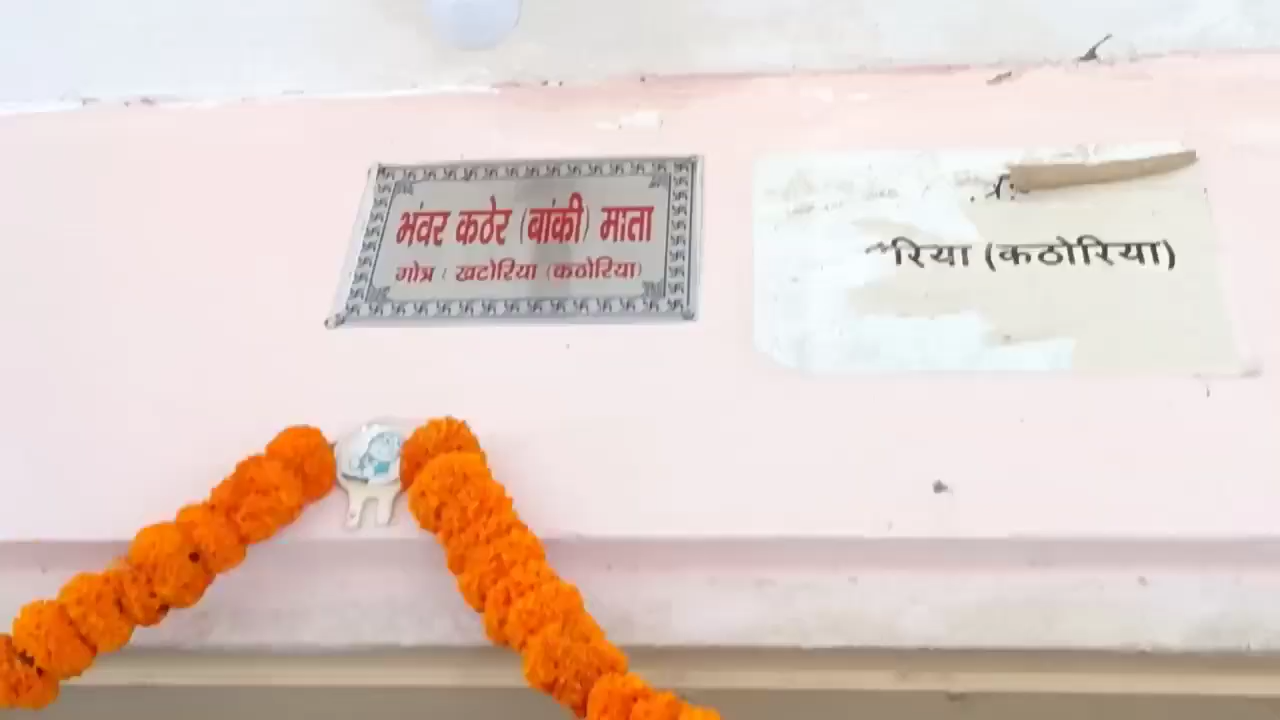 भंवर कठेर (बांकी) माता
गोत्र : खटोरिया (कठोरिया)
रिया (कठोरिया)